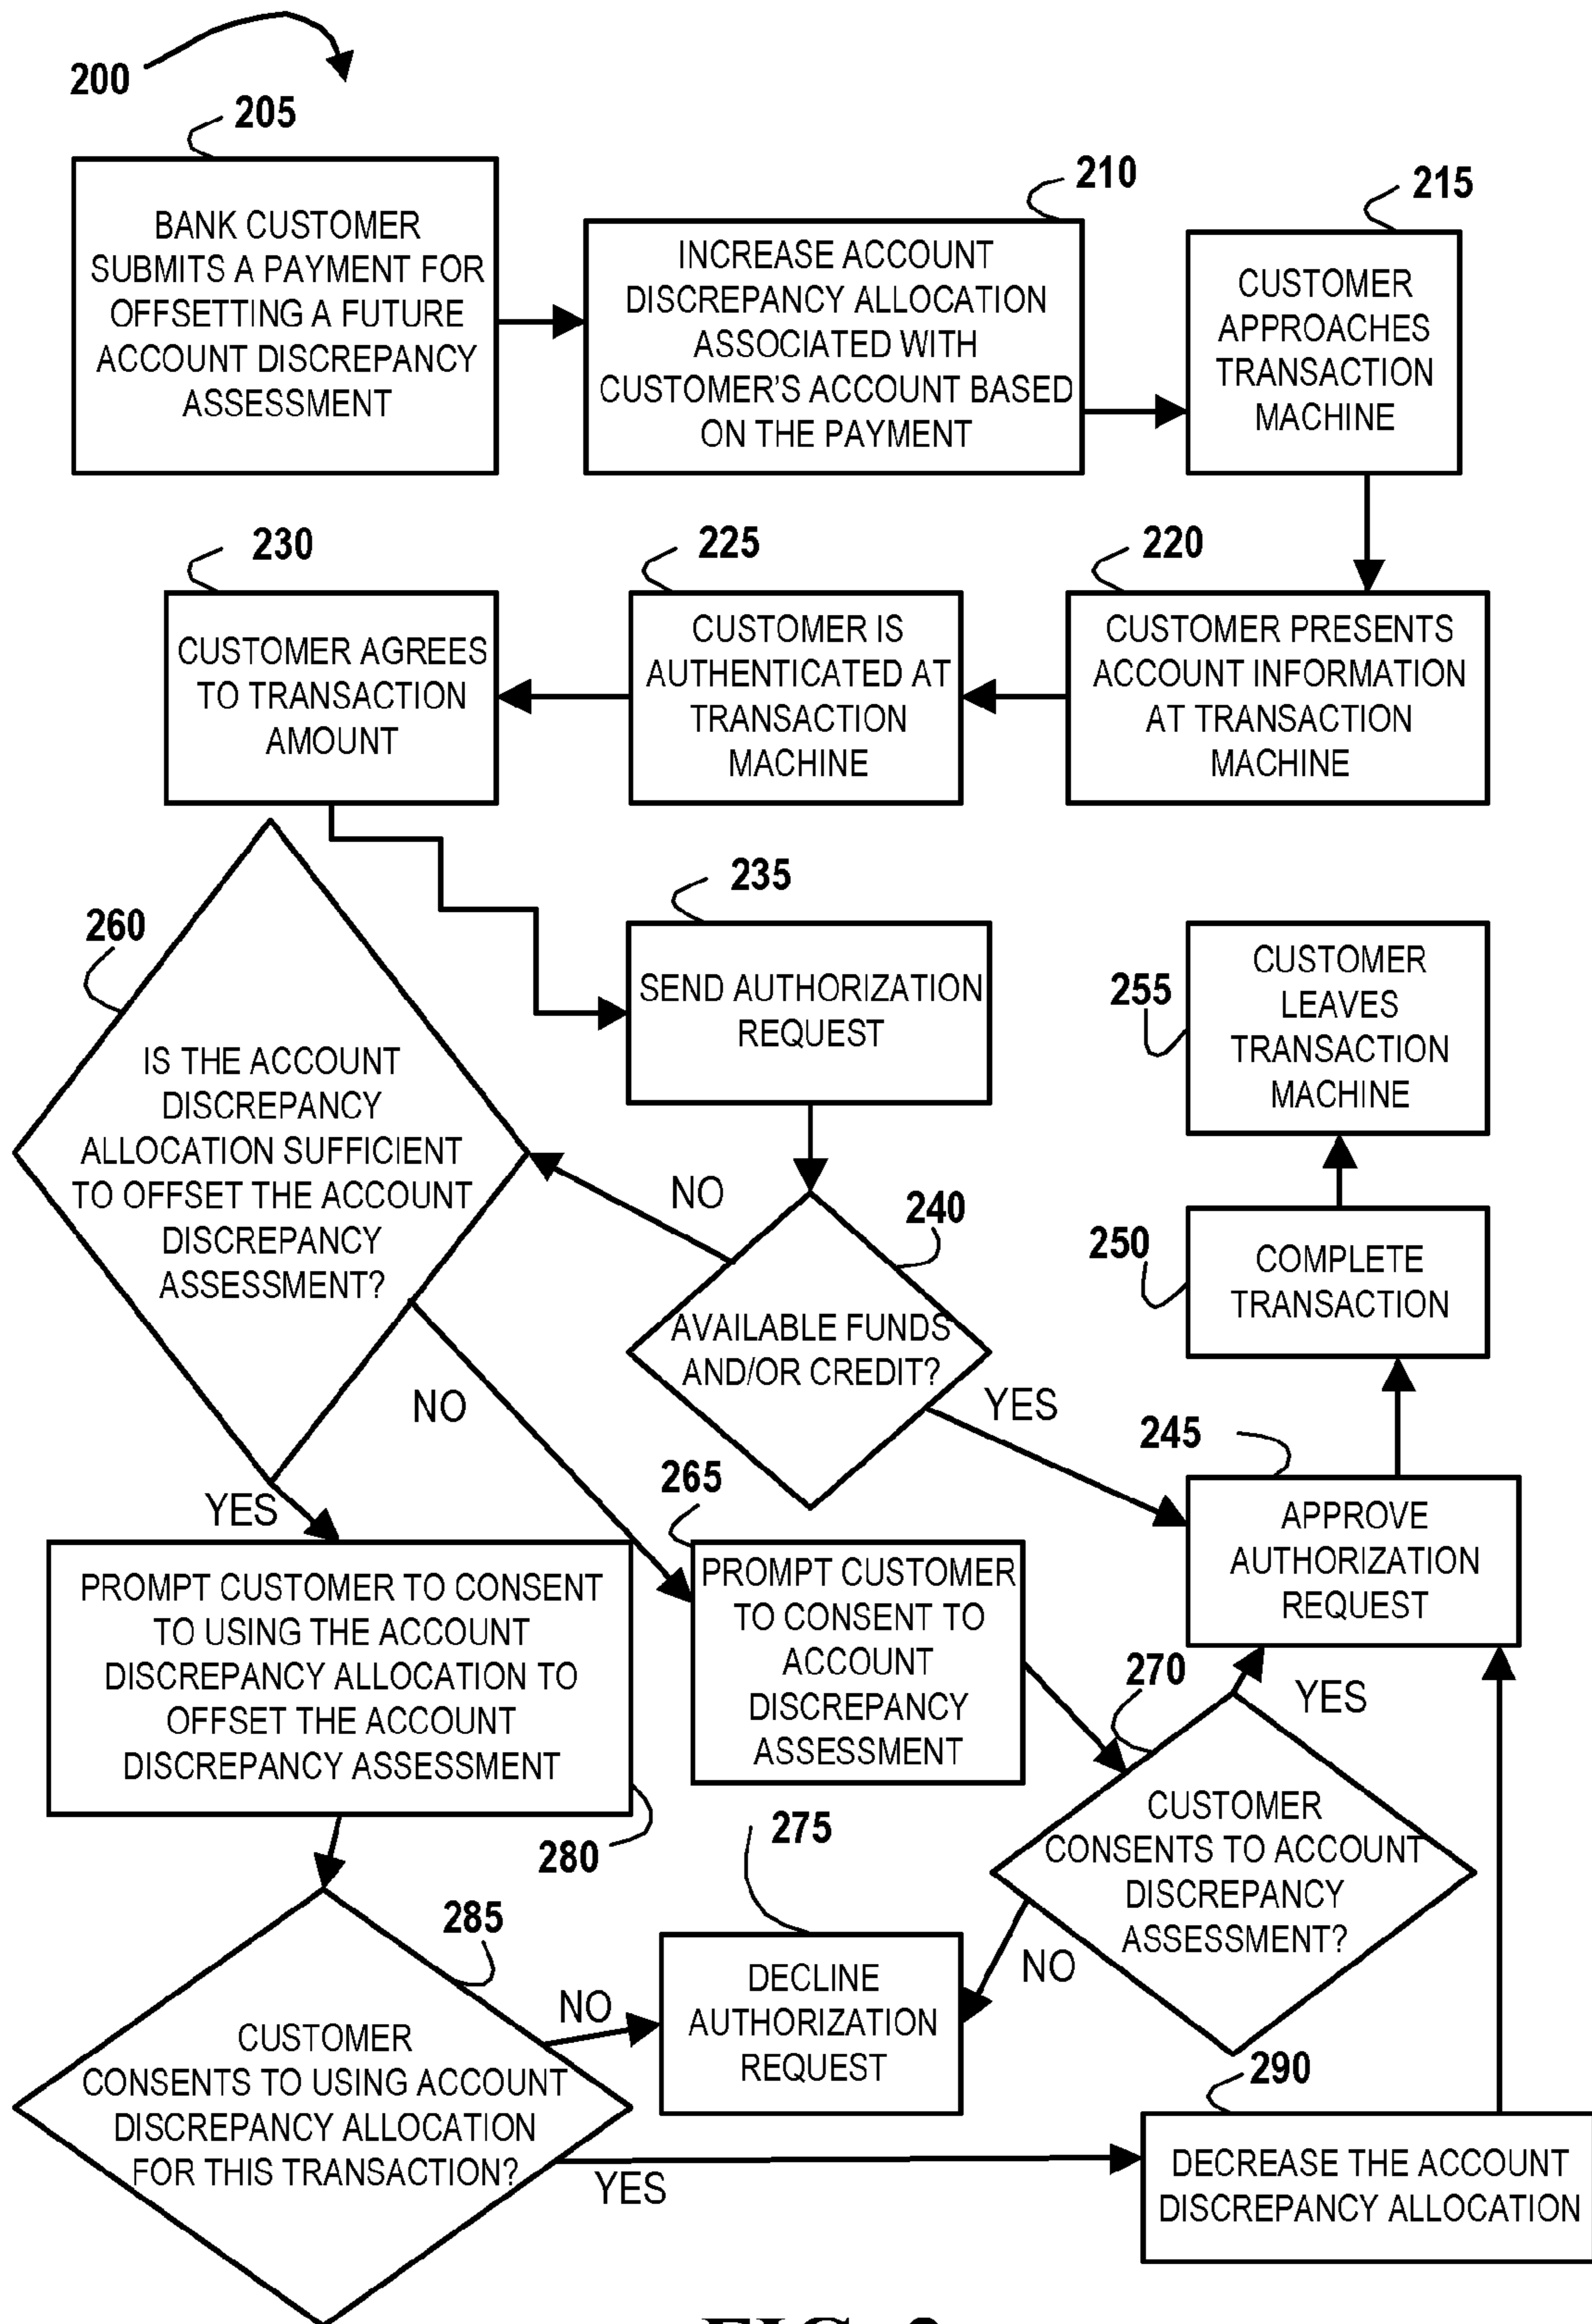 200
205
BANK CUSTOMER
SUBMITS A PAYMENT FOR
OFFSETTING A FUTURE
ACCOUNT DISCREPANCY
ASSESSMENT
210
INCREASE ACCOUNT
DISCREPANCY ALLOCATION
ASSOCIATED WITH
CUSTOMER'S ACCOUNT BASED
ON THE PAYMENT
215
CUSTOMER
APPROACHES
TRANSACTION
MACHINE
220
CUSTOMER PRESENTS
ACCOUNT INFORMATION
AT TRANSACTION
MACHINE
225
CUSTOMER IS
AUTHENTICATED AT
TRANSACTION
MACHINE
230
CUSTOMER AGREES
TO TRANSACTION
AMOUNT
235
SEND AUTHORIZATION
REQUEST
240
AVAILABLE FUNDS
AND/OR CREDIT?
NO
YES
245
APPROVE
AUTHORIZATION
REQUEST
250
COMPLETE
TRANSACTION
255
CUSTOMER
LEAVES
TRANSACTION
MACHINE
260
IS THE ACCOUNT
DISCREPANCY
ALLOCATION SUFFICIENT
TO OFFSET THE ACCOUNT
DISCREPANCY
ASSESSMENT?
NO
YES
265
PROMPT CUSTOMER
TO CONSENT TO
ACCOUNT
DISCREPANCY
ASSESSMENT
270
CUSTOMER
CONSENTS TO ACCOUNT
DISCREPANCY
ASSESSMENT?
YES
NO
275
DECLINE
AUTHORIZATION
REQUEST
280
PROMPT CUSTOMER TO CONSENT
TO USING THE ACCOUNT
DISCREPANCY ALLOCATION TO
OFFSET THE ACCOUNT
DISCREPANCY ASSESSMENT
285
CUSTOMER
CONSENTS TO USING ACCOUNT
DISCREPANCY ALLOCATION
FOR THIS TRANSACTION?
NO
YES
290
DECREASE THE ACCOUNT
DISCREPANCY ALLOCATION